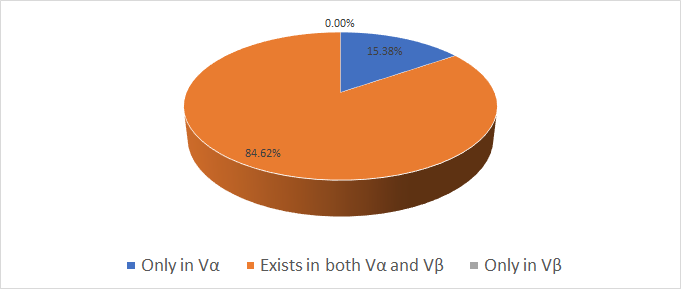 0.00%
15.38%
84.62%
Only in Vα Exists in both Vα and Vβ Only in Vβ